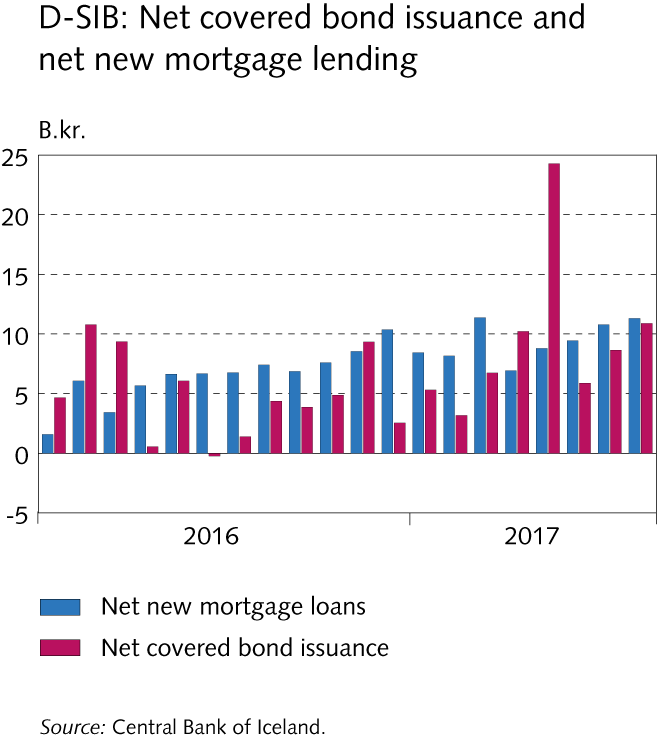 D-SIB: Net covered bond issuance and
net new mortgage lending
B.kr.
25
20
15
10
5
0
-5
2016 2017
Net new mortgage loans
Net covered bond issuance
Source: Central Bank of Iceland.